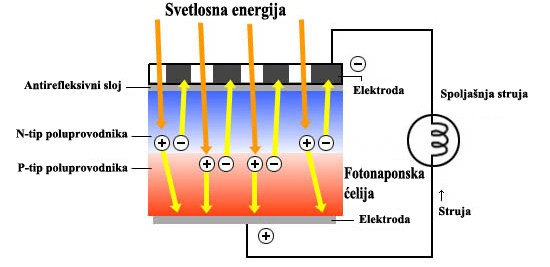 Svetlosna energija
Antirefleksivni sloj
Elektroda
Spoljašnja struja
N-tip poluprovodnika
P-tip poluprovodnika
Fotonaponska
ćelija
Struja
Elektroda